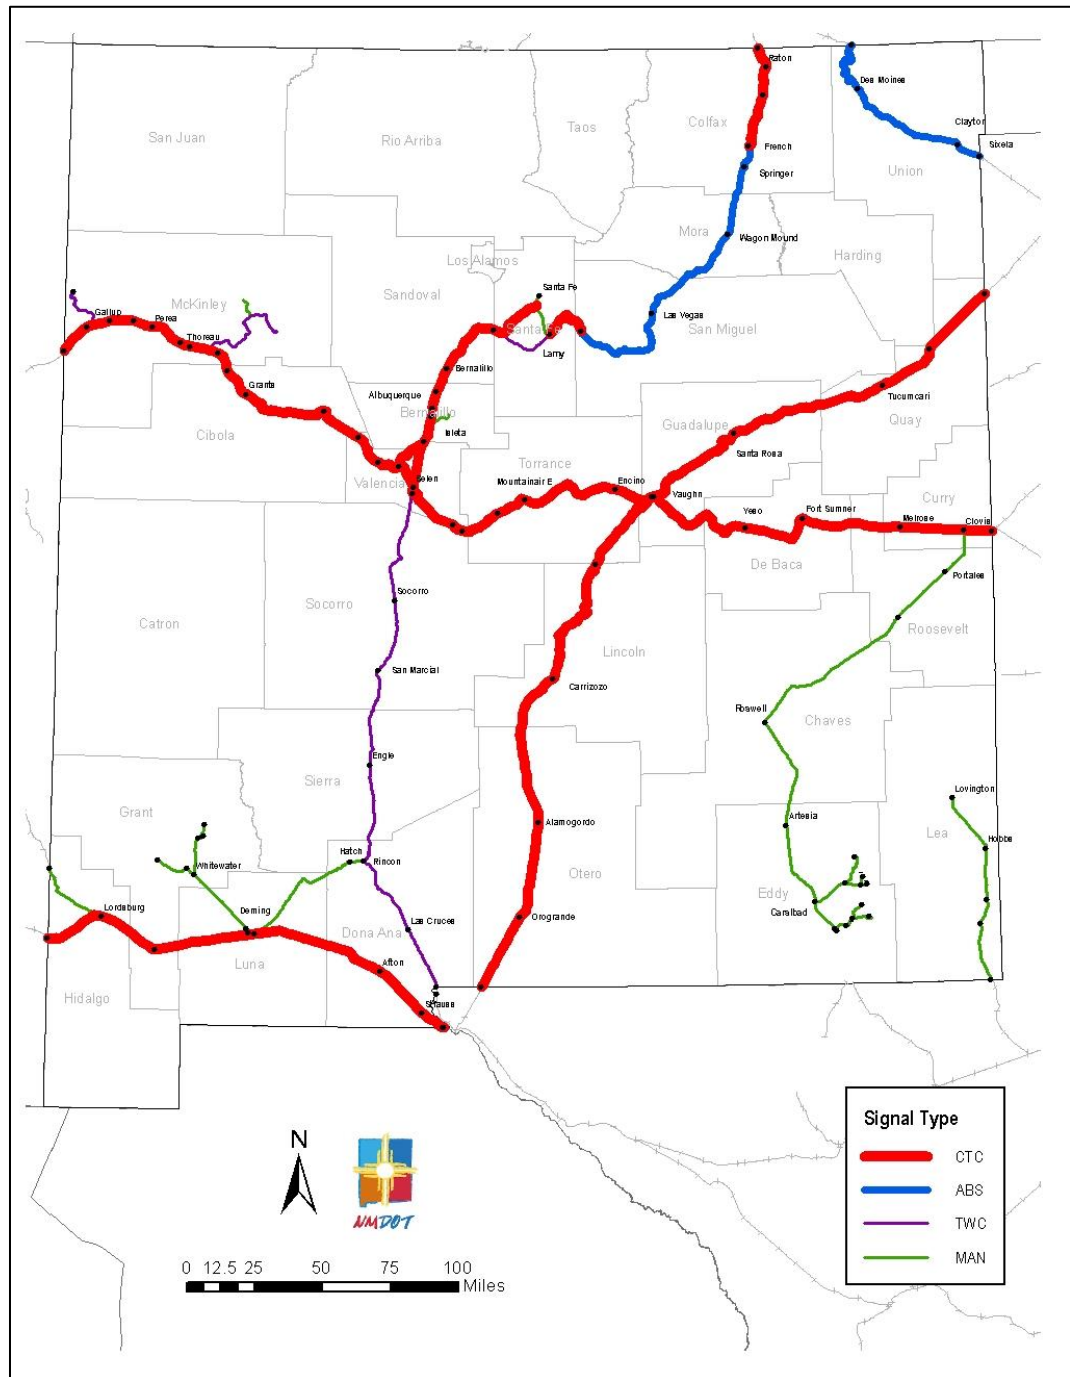 Raton
Des Moines
San Juan
Rio Arriba
Taos
Colfax
Clayton
French
Sixela
Springer
Union
Mora
Wagon Mound
Harding
Los Alamos
Santa Fe
McKinley
Sandoval
Gallup
Perea
Las Vegas
San Miguel
Santa Fe
Thoreau
Lamy
Bernalillo
Grants
Albuquerque
Tucumcari
Bernalillo
Guadalupe
Quay
Cibola
Isleta
Santa Rosa
Torrance
Valencia
Belen
Mountainair E
Encino
Vaughn
Curry
Yeso
Fort Sumner
Melrose
Clovis
De Baca
Portales
Socorro
Socorro
Catron
Roosevelt
Lincoln
San Marcial
Carrizozo
Roswell
Chaves
Engle
Sierra
Grant
Lovington
Artesia
Alamogordo
Lea
Hobbs
Hatch
Rincon
Whitewater
Otero
Eddy
Lordsburg
Deming
Caralbad
Orogrande
Las Cruces
Dona Ana
Luna
Afton
Hidalgo
Strauss
Signal Type
CTC
ABS
TWC
MAN
N
NMDOT
0 12.5 25 50 75 100
Miles